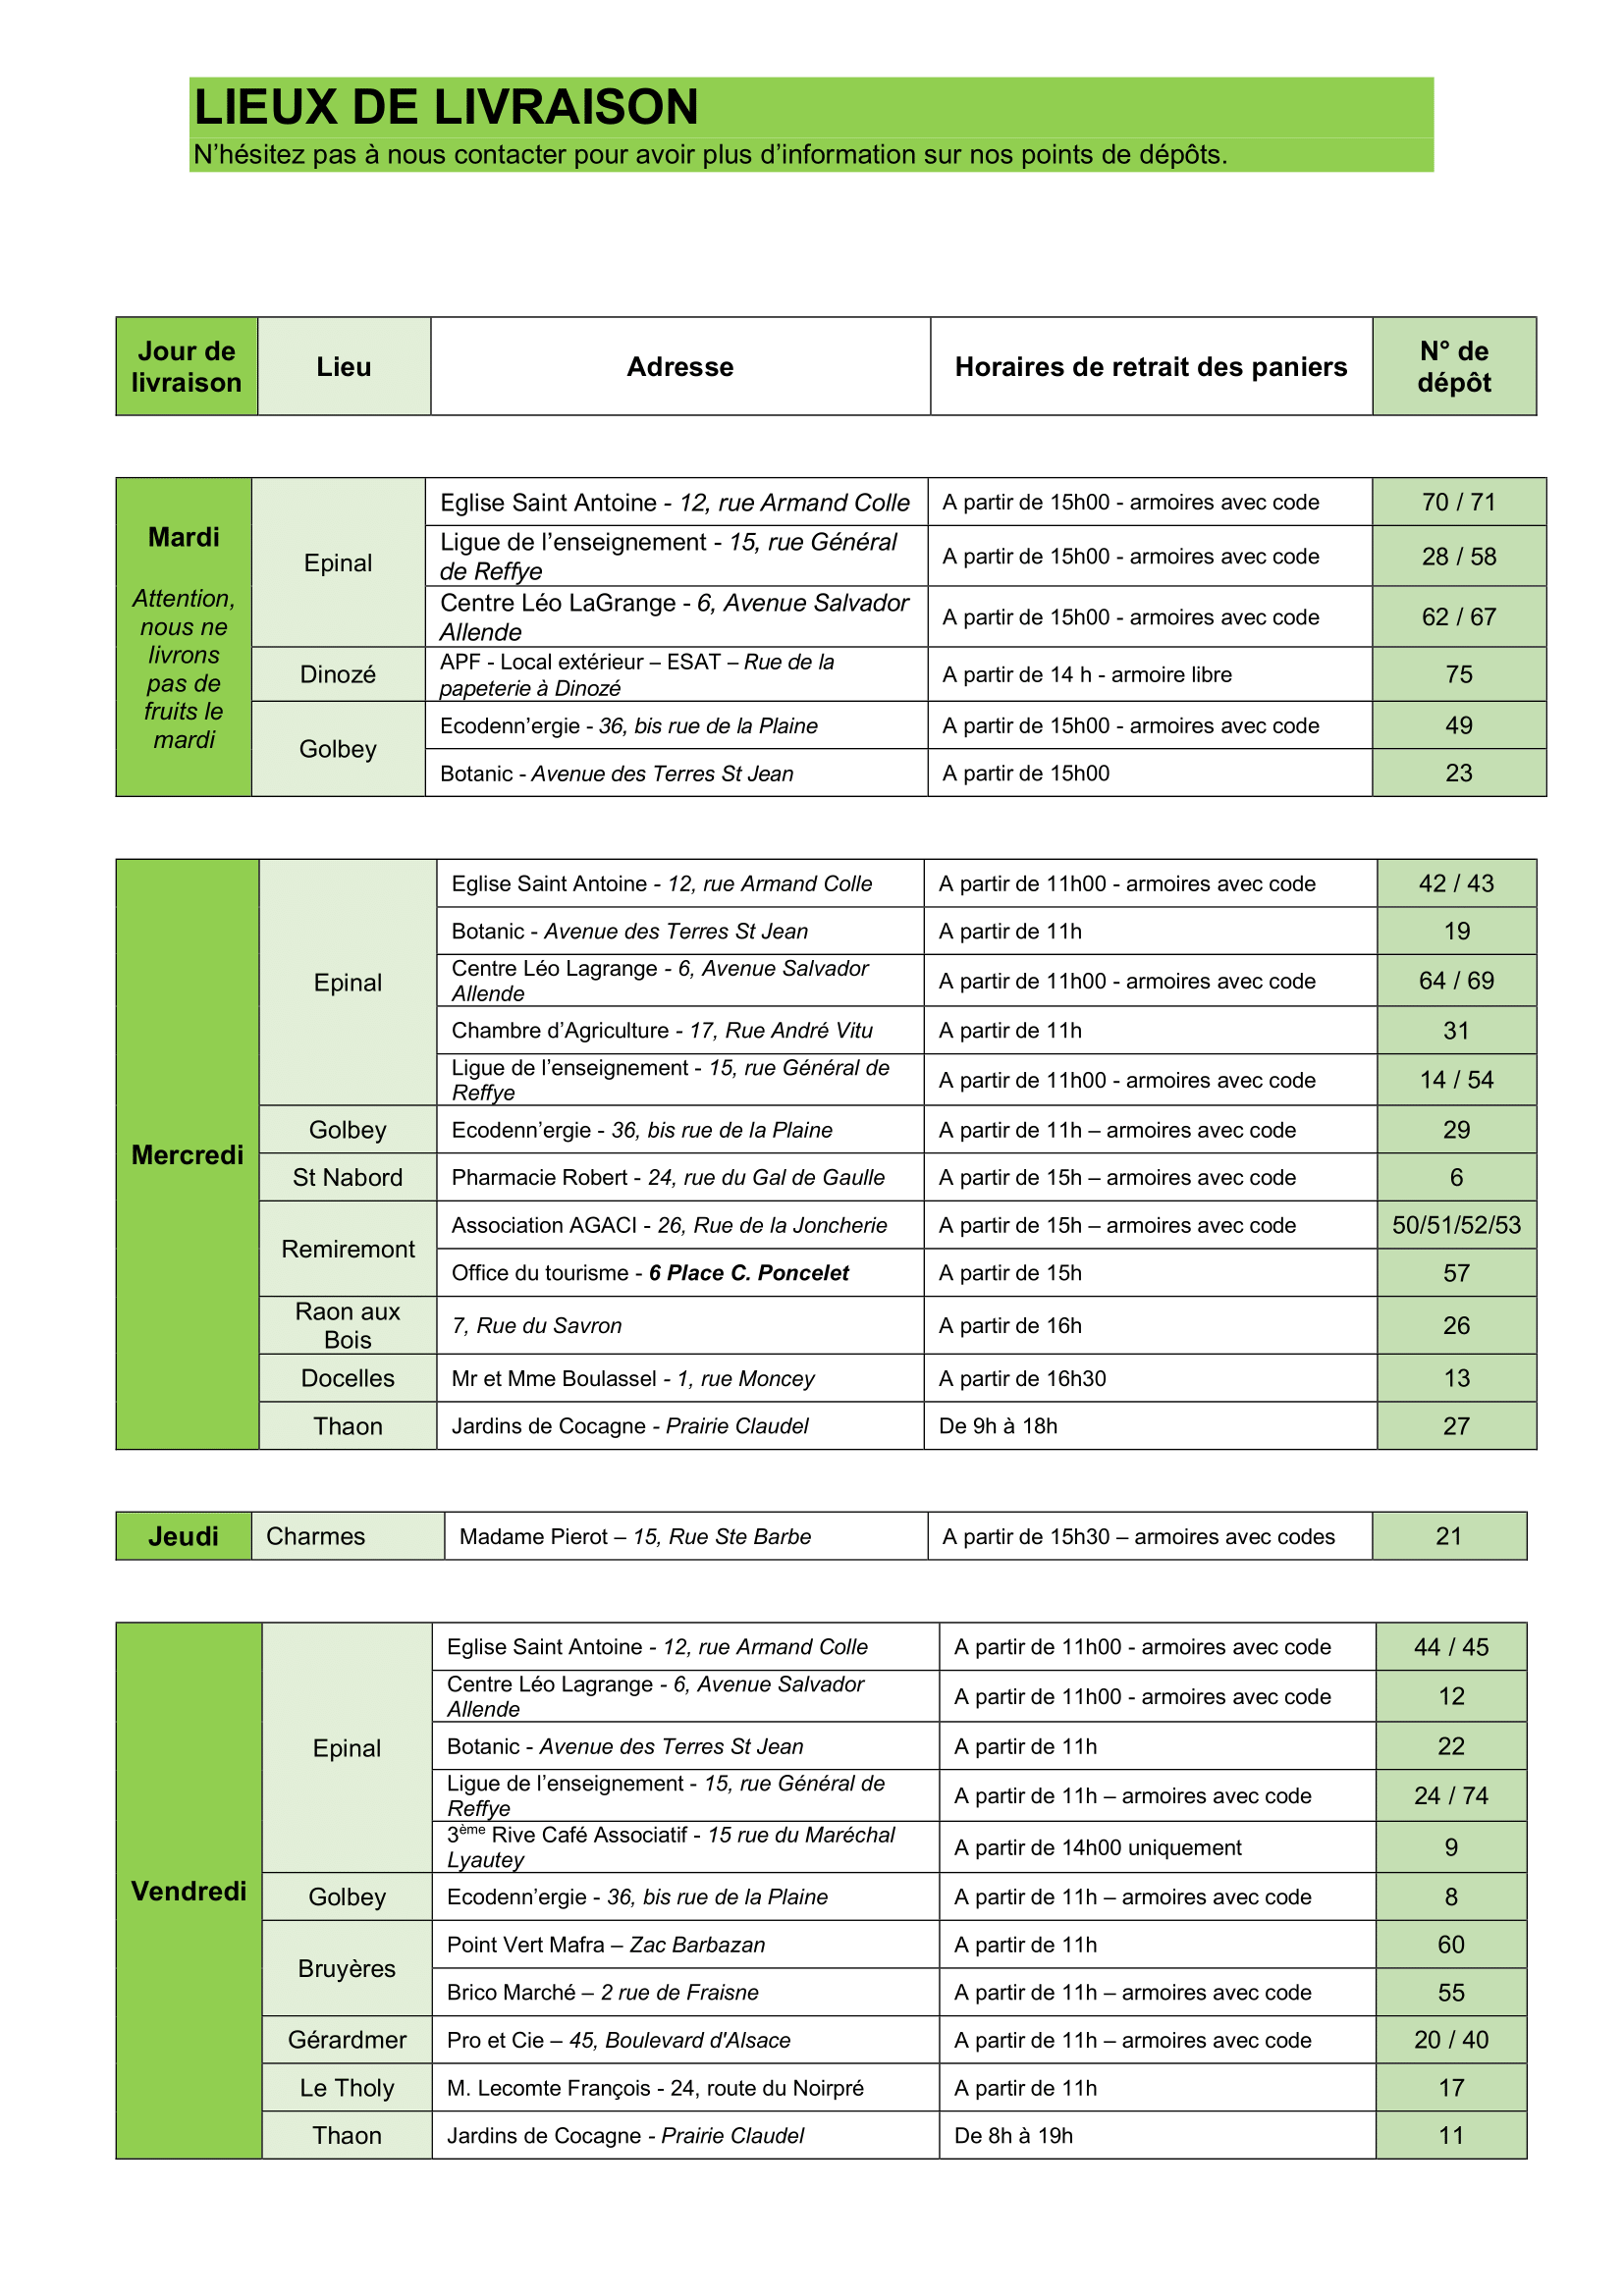 LIEUX DE LIVRAISON
N’hésitez pas à nous contacter pour avoir plus d’information sur nos points de dépôts.
Jour de
livraison
Lieu
Adresse
Horaires de retrait des paniers
N° de
dépôt
Mardi
Attention,
nous ne
livrons
pas de
fruits le
mardi
Epinal
Eglise Saint Antoine - 12, rue Armand Colle
A partir de 15h00 - armoires avec code
70 / 71
Ligue de l’enseignement - 15, rue Général
de Reffye
A partir de 15h00 - armoires avec code
28 / 58
Centre Léo LaGrange - 6, Avenue Salvador
Allende
A partir de 15h00 - armoires avec code
62 / 67
Dinozé
APF - Local extérieur – ESAT – Rue de la
papeterie à Dinozé
A partir de 14 h - armoire libre
75
Golbey
Ecodenn’ergie - 36, bis rue de la Plaine
A partir de 15h00 - armoires avec code
49
Botanic - Avenue des Terres St Jean
A partir de 15h00
23
Mercredi
Epinal
Eglise Saint Antoine - 12, rue Armand Colle
A partir de 11h00 - armoires avec code
42 / 43
Botanic - Avenue des Terres St Jean
A partir de 11h
19
Centre Léo Lagrange - 6, Avenue Salvador
Allende
A partir de 11h00 - armoires avec code
64 / 69
Chambre d’Agriculture - 17, Rue André Vitu
A partir de 11h
31
Ligue de l’enseignement - 15, rue Général de
Reffye
A partir de 11h00 - armoires avec code
14 / 54
Golbey
Ecodenn’ergie - 36, bis rue de la Plaine
A partir de 11h – armoires avec code
29
St Nabord
Pharmacie Robert - 24, rue du Gal de Gaulle
A partir de 15h – armoires avec code
6
Remiremont
Association AGACI - 26, Rue de la Joncherie
A partir de 15h – armoires avec code
50/51/52/53
Office du tourisme - 6 Place C. Poncelet
A partir de 15h
57
Raon aux
Bois
7, Rue du Savron
A partir de 16h
26
Docelles
Mr et Mme Boulassel - 1, rue Moncey
A partir de 16h30
13
Thaon
Jardins de Cocagne - Prairie Claudel
De 9h à 18h
27
Jeudi
Charmes
Madame Pierot – 15, Rue Ste Barbe
A partir de 15h30 – armoires avec codes
21
Vendredi
Epinal
Eglise Saint Antoine - 12, rue Armand Colle
A partir de 11h00 - armoires avec code
44 / 45
Centre Léo Lagrange - 6, Avenue Salvador
Allende
A partir de 11h00 - armoires avec code
12
Botanic - Avenue des Terres St Jean
A partir de 11h
22
Ligue de l’enseignement - 15, rue Général de
Reffye
A partir de 11h – armoires avec code
24 / 74
3ème Rive Café Associatif - 15 rue du Maréchal
Lyautey
A partir de 14h00 uniquement
9
Golbey
Ecodenn’ergie - 36, bis rue de la Plaine
A partir de 11h – armoires avec code
8
Bruyères
Point Vert Mafra – Zac Barbazan
A partir de 11h
60
Brico Marché – 2 rue de Fraisne
A partir de 11h – armoires avec code
55
Gérardmer
Pro et Cie – 45, Boulevard d'Alsace
A partir de 11h – armoires avec code
20 / 40
Le Tholy
M. Lecomte François - 24, route du Noirpré
A partir de 11h
17
Thaon
Jardins de Cocagne - Prairie Claudel
De 8h à 19h
11